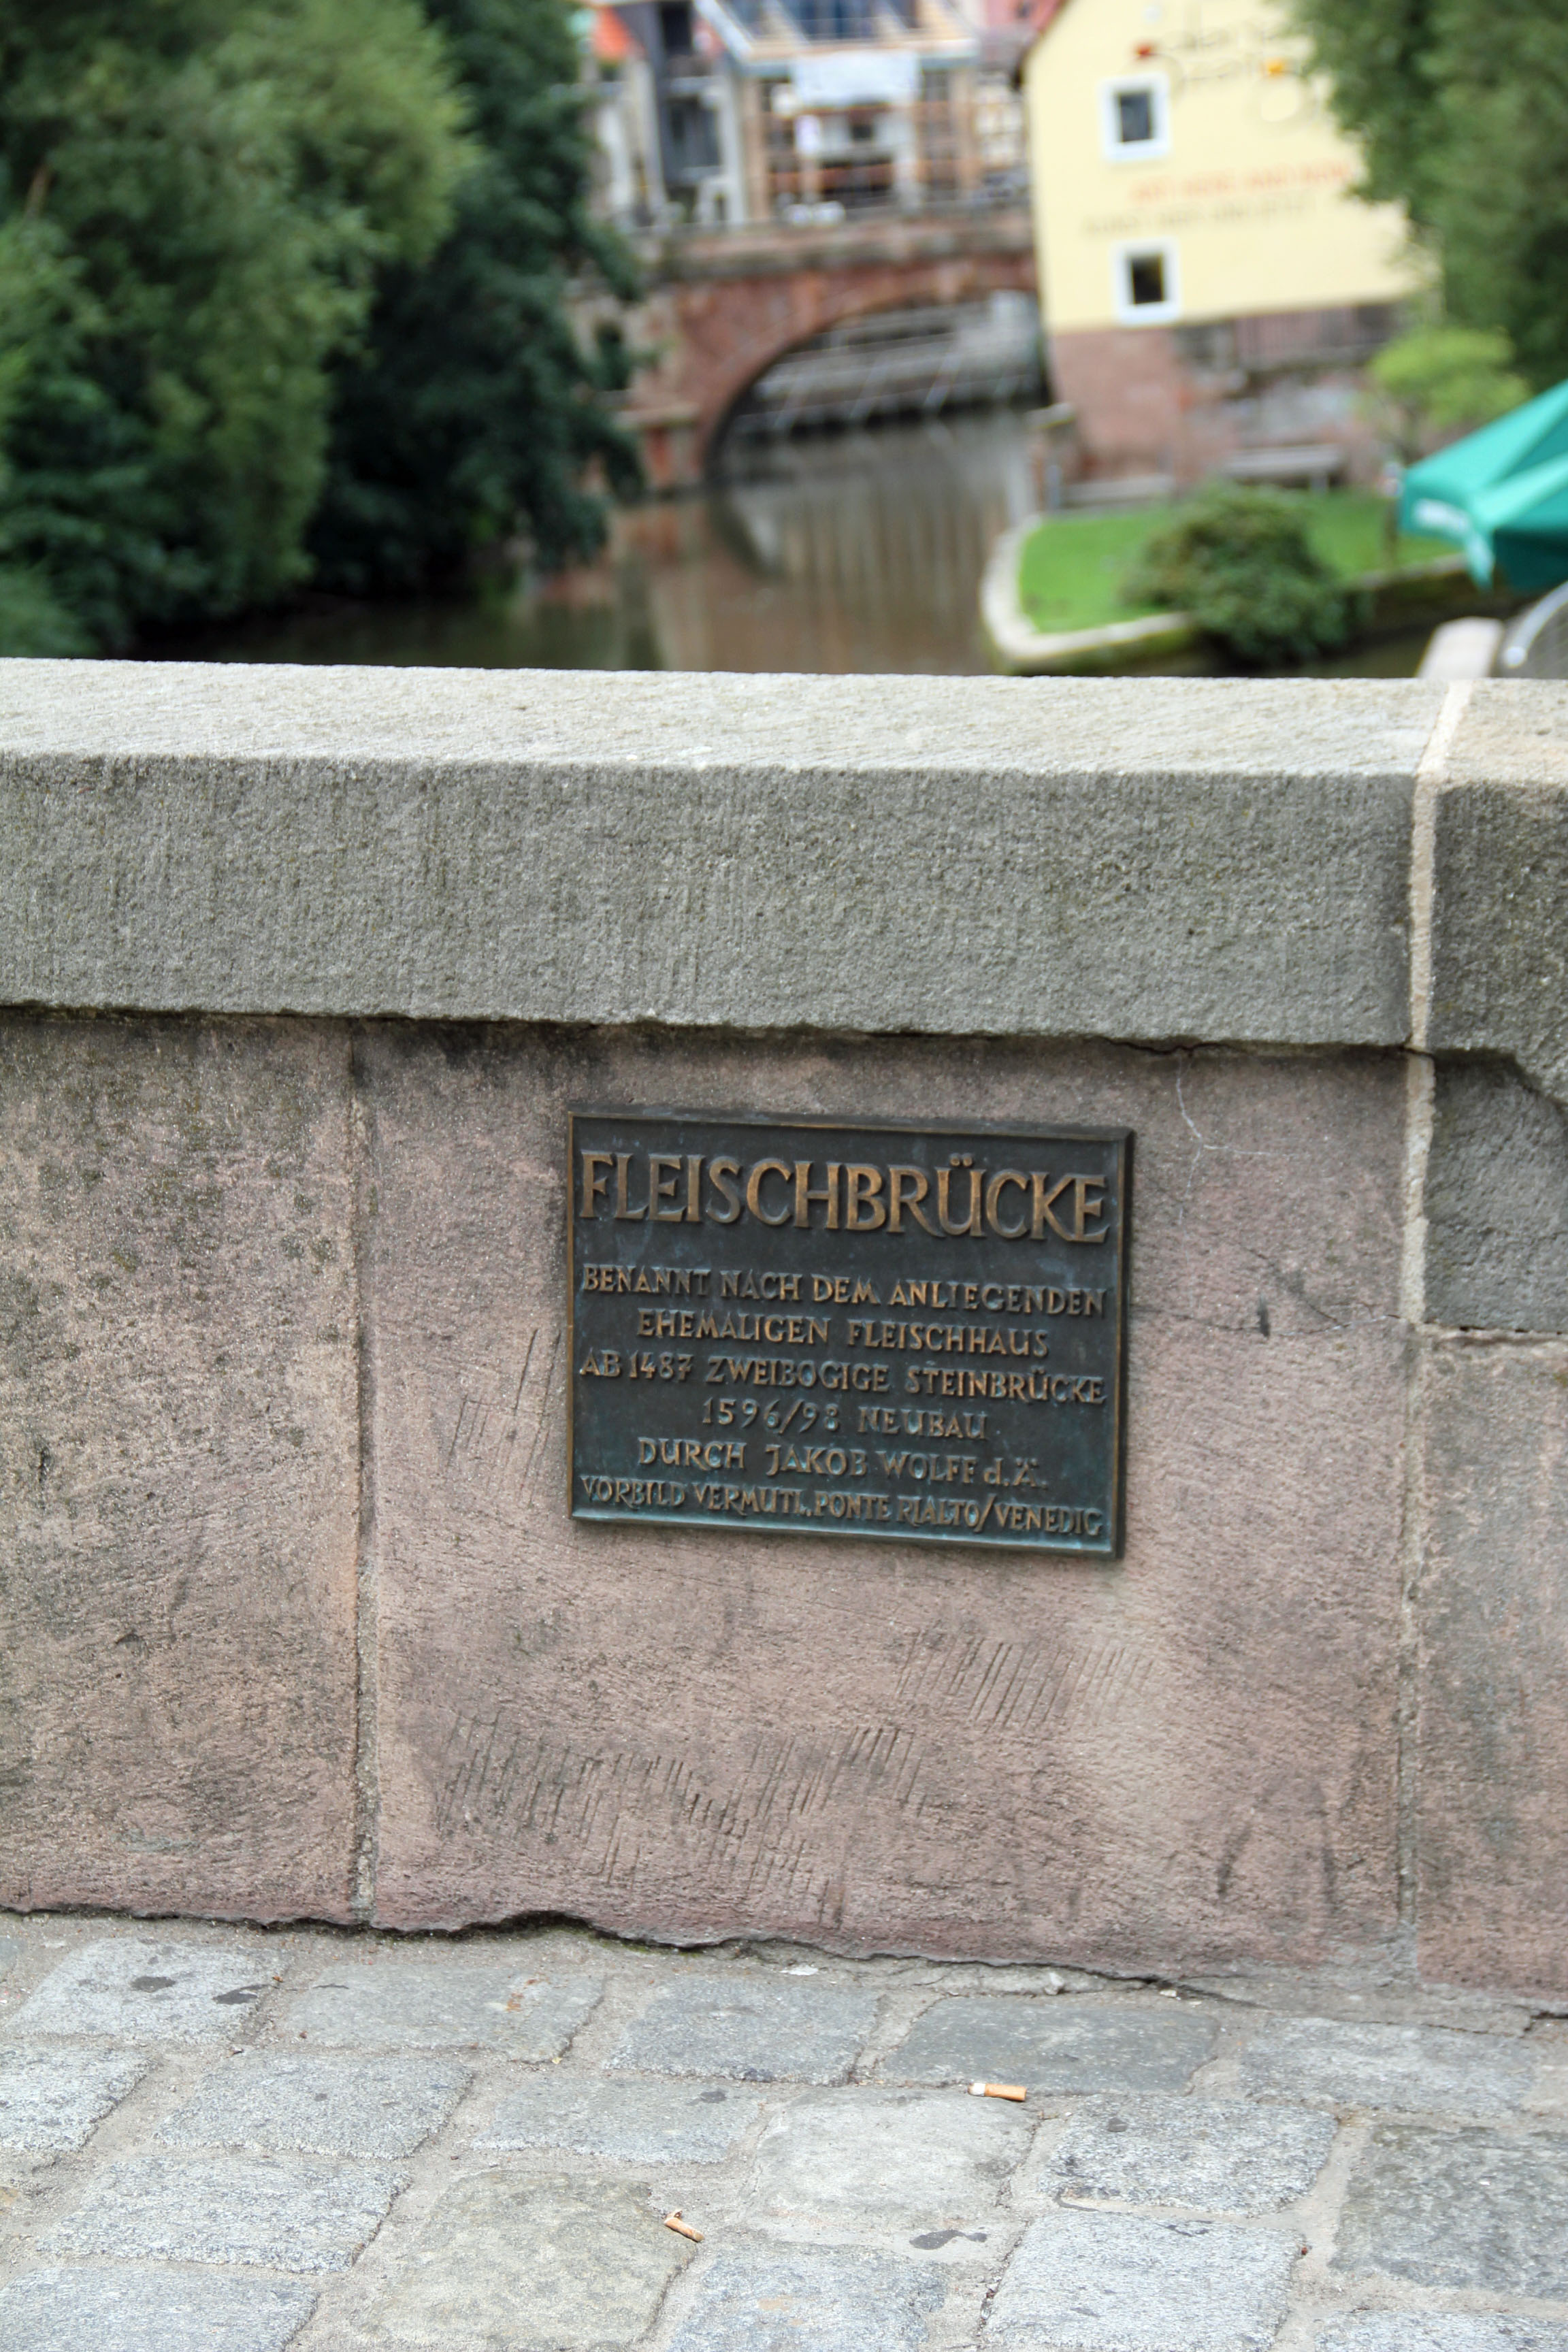 FLEISCHBRÜCKE
BENANNT NACH DEM ANLIEGENDEN
EHEMALIGEN FLEISCHHAUS
AB 1487 ZWEIBOGIGE STEINBRÜCKE
1596/98 NEUBAU
DURCH JAKOB WOLFF d.Ä.
VORBILD VERMUTL. PONTE RIALTO/VENEDIG